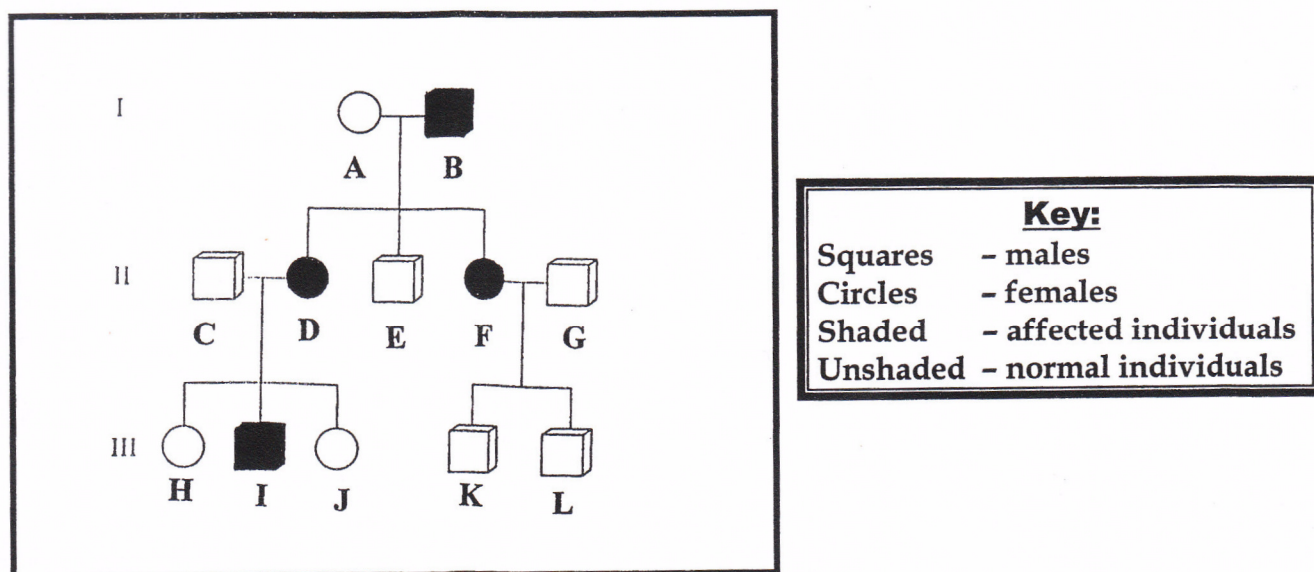 I
A B
II
C D E F G
III
H I J K L
Key:
Squares – males
Circles – females
Shaded – affected individuals
Unshaded – normal individuals